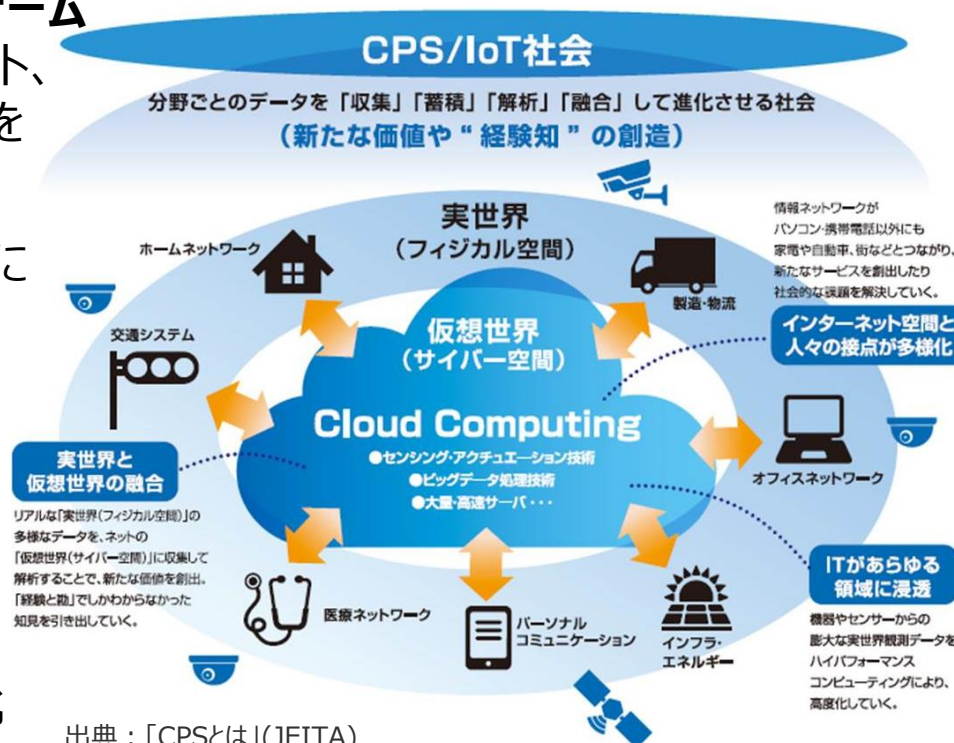 ーム
CPS/IoT社会
ト、
分野ごとのデータを「収集」「蓄積」「解析」「融合」して進化させる社会
を
（新たな価値や“経験知”の創造）
実世界
（フィジカル空間）
情報ネットワークが
パソコン・携帯電話以外にも
家電や自動車、街などとつながり、
新たなサービスを創出したり
社会的な課題を解決していく。
ホームネットワーク
に
製造・物流
インターネット空間と
人々の接点が多様化
交通システム
仮想世界
（サイバー空間）
Cloud Computing
●センシング・アクチュエーション技術
●ビッグデータ処理技術
●大量・高速サーバ・・・
オフィスネットワーク
実世界と
仮想世界の融合
リアルな「実世界(フィジカル空間)」の
多様なデータを、ネットの
「仮想世界(サイバー空間)」に収集して
解析することで、新たな価値を創出。
「経験と勘」でしかわからなかった
知見を引き出していく。
ITがあらゆる
領域に浸透
機器やセンサーからの
膨大な実世界観測データを
ハイパフォーマンス
コンピューティングにより、
高度化していく。
医療ネットワーク
パーソナル
コミュニケーション
インフラ・
エネルギー
出典：「CPSとは」(JEITA)